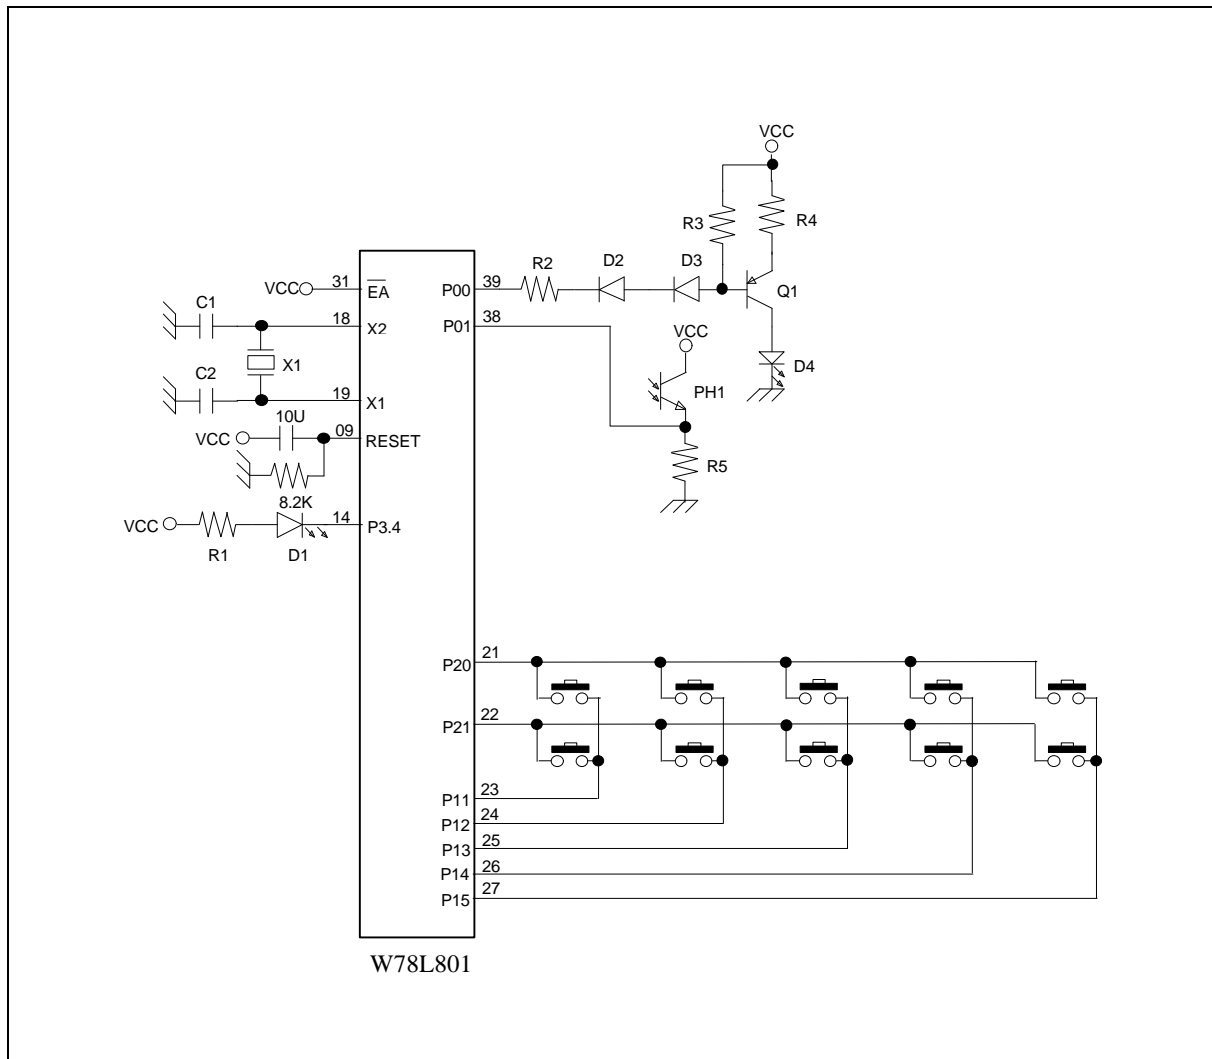 VCC
R3
R4
R2
D2
D3
Q1
VCC
31
EA
P00
39
C1
18
X2
P01
38
VCC
X1
D4
C2
19
X1
PH1
10U
VCC
09
RESET
R5
8.2K
VCC
14
P3.4
R1
D1
P20
21
P21
22
P11
23
P12
24
P13
25
P14
26
P15
27
W78L801